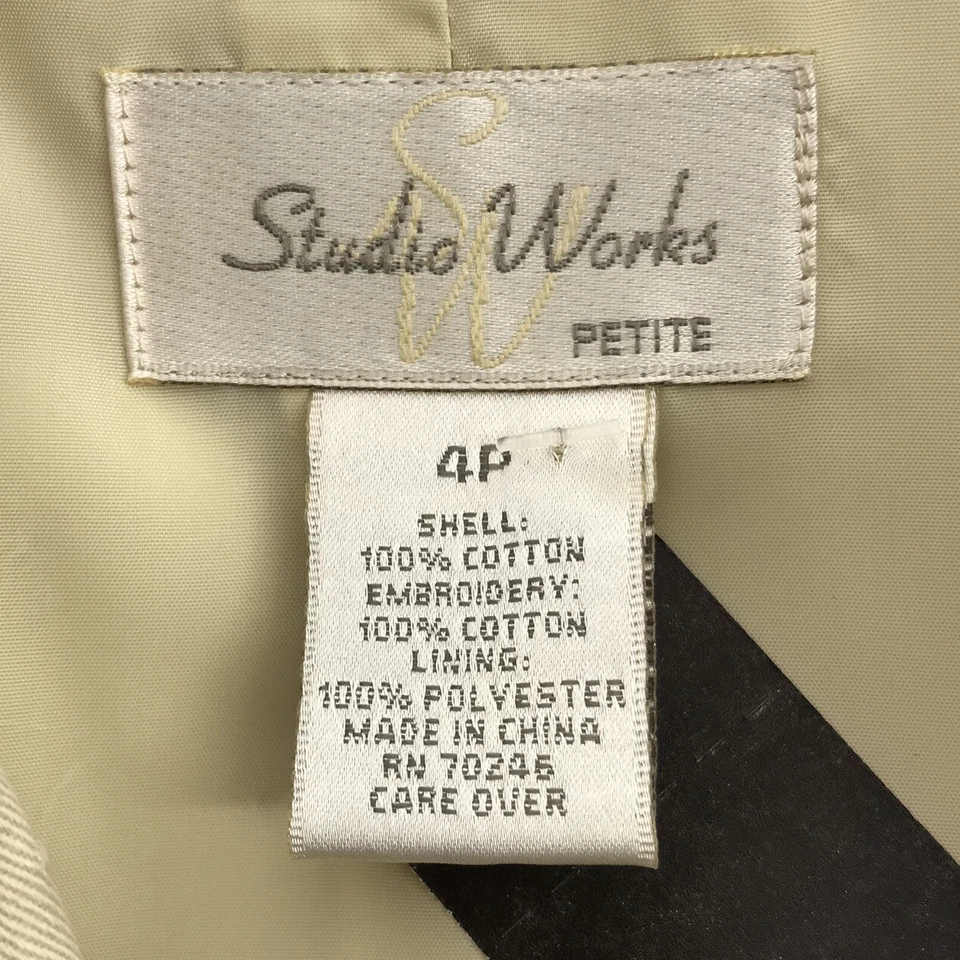 Studio Works
SW
PETITE
4P
SHELL:
100% COTTON
EMBROIDERY:
100% COTTON
LINING:
100% POLYESTER
MADE IN CHINA
RN 70246
CARE OVER